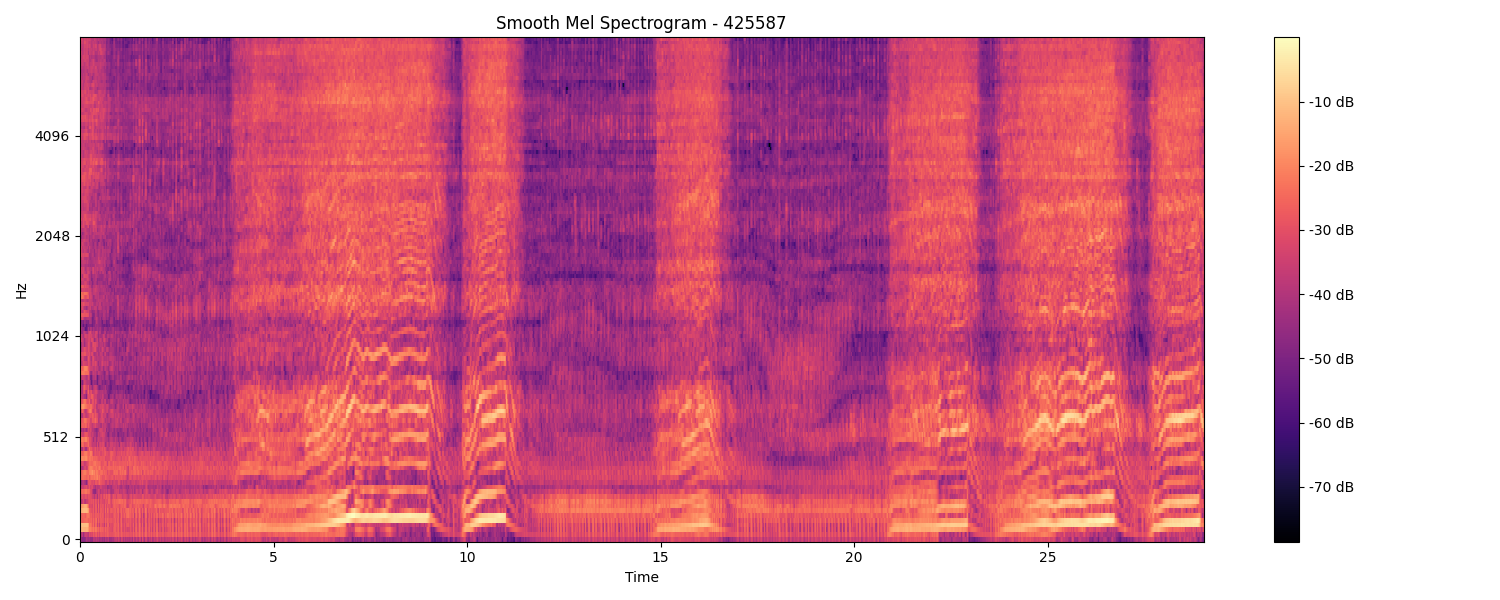 Smooth Mel Spectrogram - 425587
Hz
4096
2048
1024
512
0
0 5 10 15 20 25
Time
-10 dB
-20 dB
-30 dB
-40 dB
-50 dB
-60 dB
-70 dB